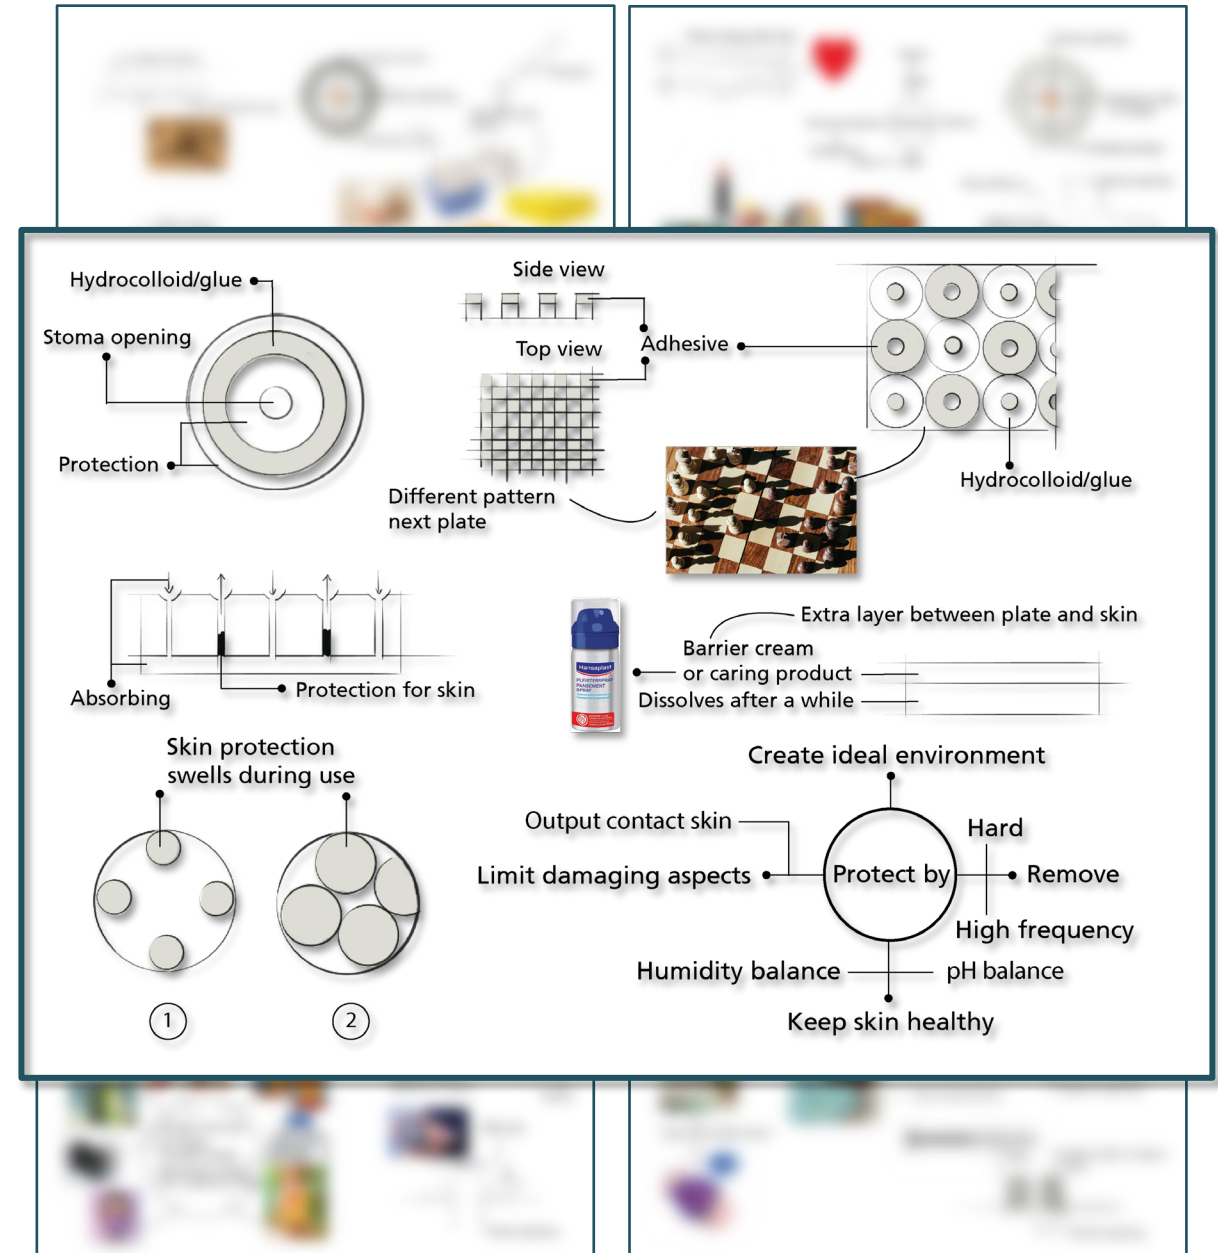 Hydrocolloid/glue
Stoma opening
Protection
Side view
Top view
Adhesive
Different pattern
next plate
Hydrocolloid/glue
Absorbing
Protection for skin
Hansaplast
Extra layer between plate and skin
Barrier cream
or caring product
Dissolves after a while
Skin protection
swells during use
1
2
Create ideal environment
Output contact skin
Limit damaging aspects
Protect by
Hard
Remove
High frequency
Humidity balance
pH balance
Keep skin healthy